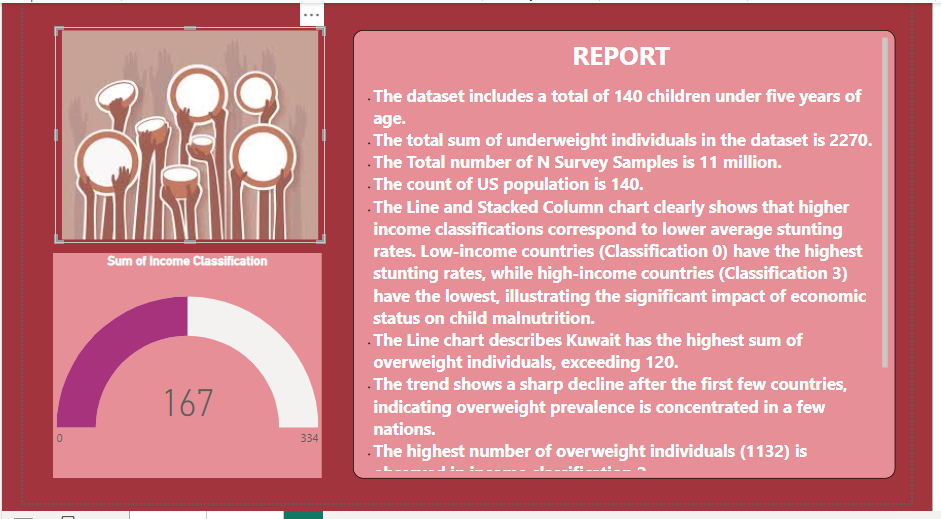 REPORT
. The dataset includes a total of 140 children under five years of
age.
. The total sum of underweight individuals in the dataset is 2270.
. The Total number of N Survey Samples is 11 million.
. The count of US population is 140.
. The Line and Stacked Column chart clearly shows that higher
income classifications correspond to lower average stunting
rates. Low-income countries (Classification 0) have the highest
stunting rates, while high-income countries (Classification 3)
have the lowest, illustrating the significant impact of economic
status on child malnutrition.
. The Line chart describes Kuwait has the highest sum of
overweight individuals, exceeding 120.
. The trend shows a sharp decline after the first few countries,
indicating overweight prevalence is concentrated in a few
nations.
. The highest number of overweight individuals (1132) is
Sum of Income Classification
167
0
334